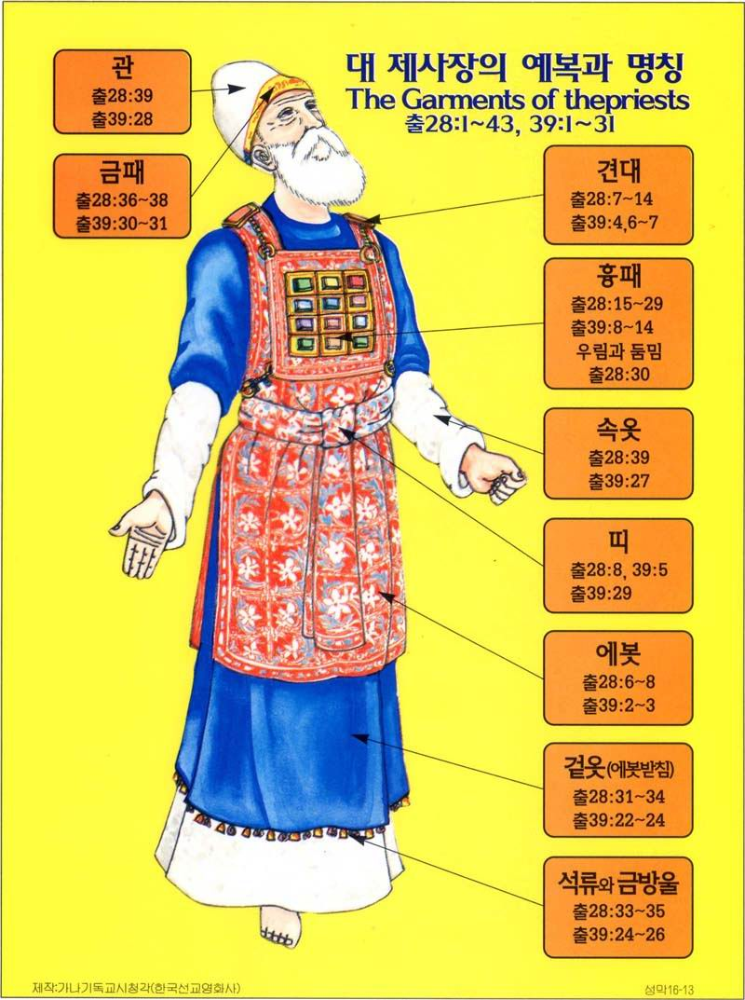 대 제사장의 예복과 명칭
The Garments of thepriests
출28:1~43, 39:1~31
관
출28:39
출39:28
금패
출28:36~38
출39:30~31
견대
출28:7~14
출39:4,6~7
흉패
출28:15~29
출39:8~14
우림과 둠밈
출28:30
속옷
출28:39
출39:27
띠
출28:8, 39:5
출39:29
에봇
출28:6~8
출39:2~3
겉옷(에봇받침)
출28:31~34
출39:22~24
석류와 금방울
출28:33~35
출39:24~26
제작:가나기독교시청각(한국선교영화사)
성막16-13